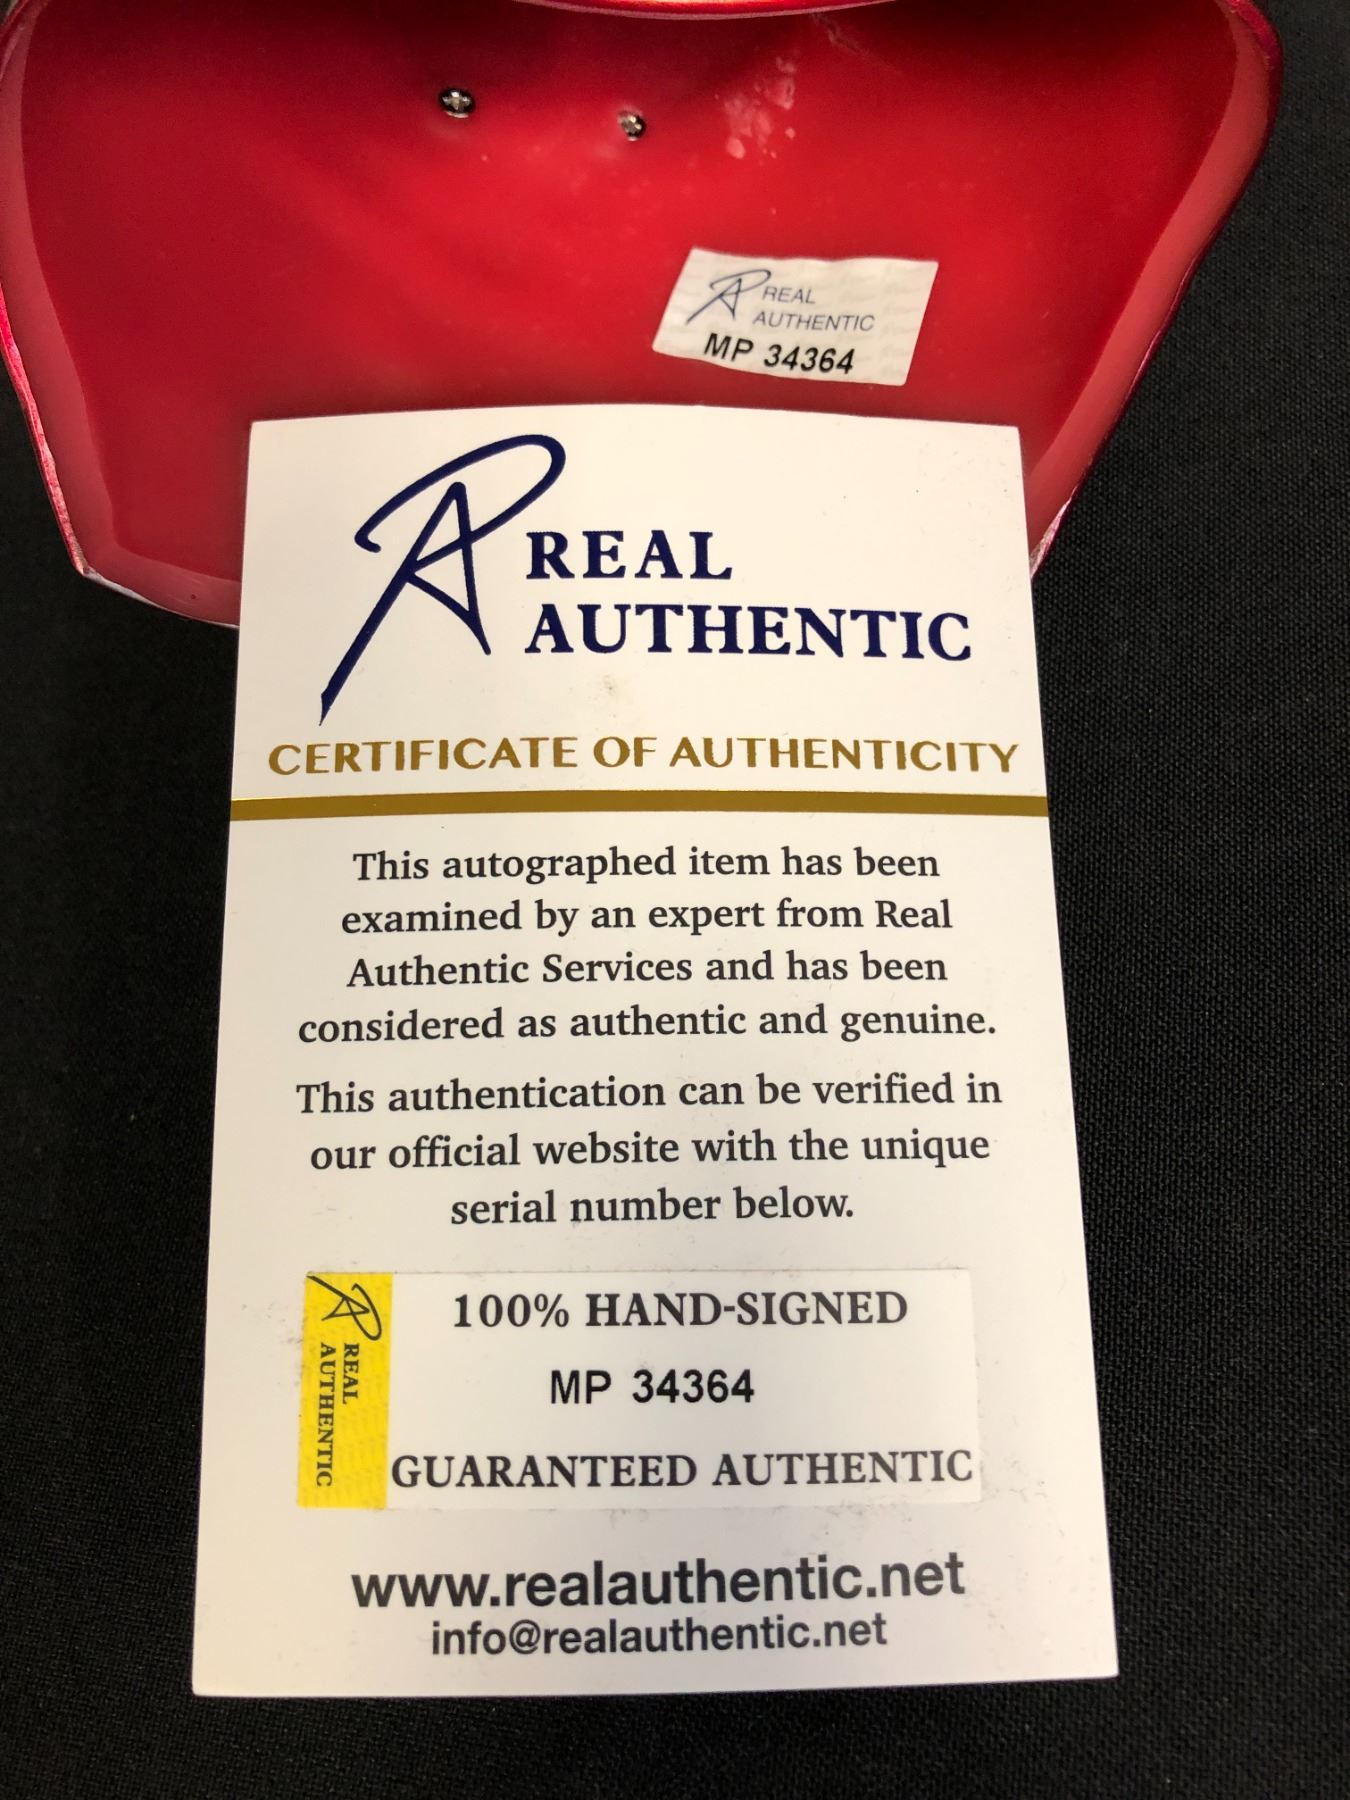 REAL
AUTHENTIC
MP 34364
REAL
AUTHENTIC
CERTIFICATE OF AUTHENTICITY
This autographed item has been
examined by an expert from Real
Authentic Services and has been
considered as authentic and genuine.
This authentication can be verified in
our official website with the unique
serial number below.
REAL
AUTHENTIC
100% HAND-SIGNED
MP 34364
GUARANTEED AUTHENTIC
www.realauthentic.net
info@realauthentic.net